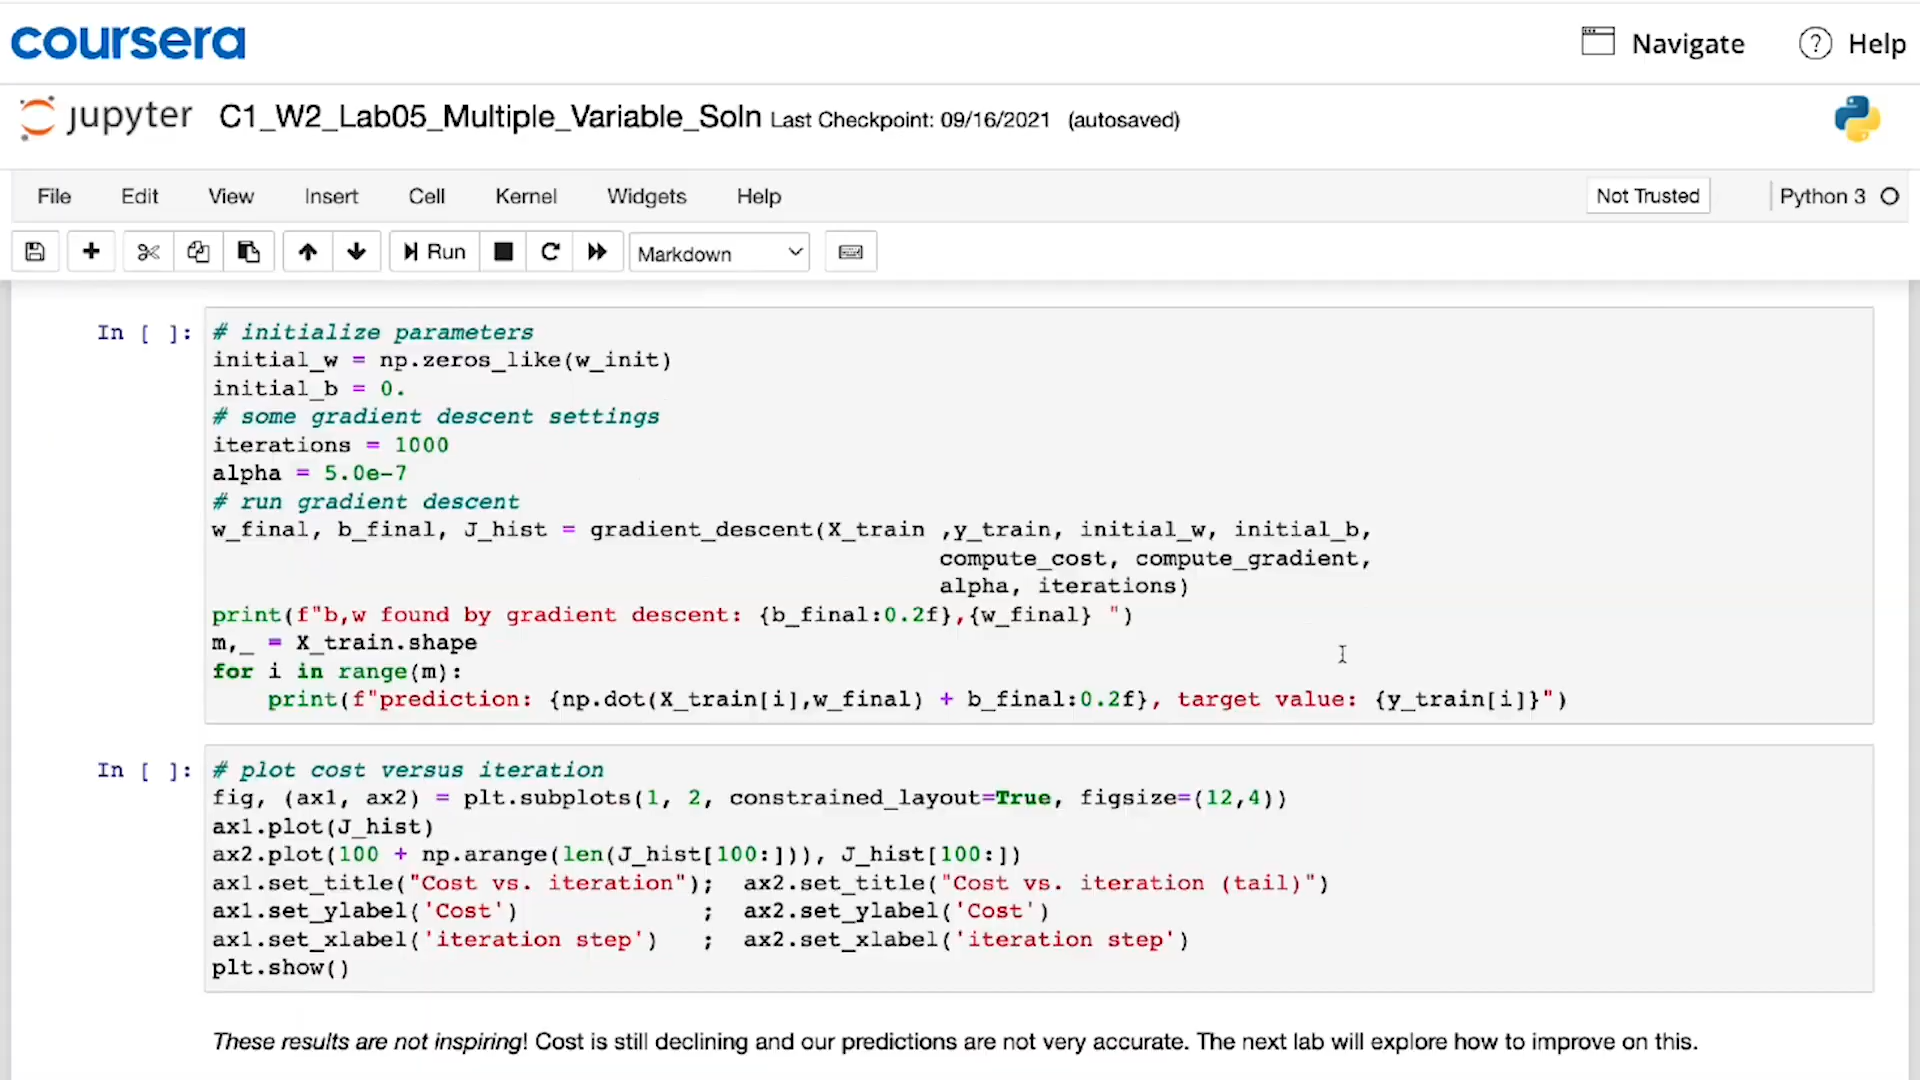 coursera
Navigate
Help
jupyter C1_W2_Lab05_Multiple_Variable_Soln Last Checkpoint: 09/16/2021 (autosaved)
File Edit View Insert Cell Kernel Widgets Help Not Trusted Python 3
Run Markdown
In [ ]: # initialize parameters
initial_w = np.zeros_like(w_init)
initial_b = 0.
# some gradient descent settings
iterations = 1000
alpha = 5.0e-7
# run gradient descent
w_final, b_final, J_hist = gradient_descent(X_train ,y_train, initial_w, initial_b,
compute_cost, compute_gradient,
alpha, iterations)
print(f"b,w found by gradient descent: {b_final:0.2f},{w_final} ")
m,_ = X_train.shape
for i in range(m):
    print(f"prediction: {np.dot(X_train[i],w_final) + b_final:0.2f}, target value: {y_train[i]}")
In [ ]: # plot cost versus iteration
fig, (ax1, ax2) = plt.subplots(1, 2, constrained_layout=True, figsize=(12,4))
ax1.plot(J_hist)
ax2.plot(100 + np.arange(len(J_hist[100:])), J_hist[100:])
ax1.set_title("Cost vs. iteration"); ax2.set_title("Cost vs. iteration (tail)")
ax1.set_ylabel('Cost') ; ax2.set_ylabel('Cost')
ax1.set_xlabel('iteration step') ; ax2.set_xlabel('iteration step')
plt.show()
These results are not inspiring! Cost is still declining and our predictions are not very accurate. The next lab will explore how to improve on this.